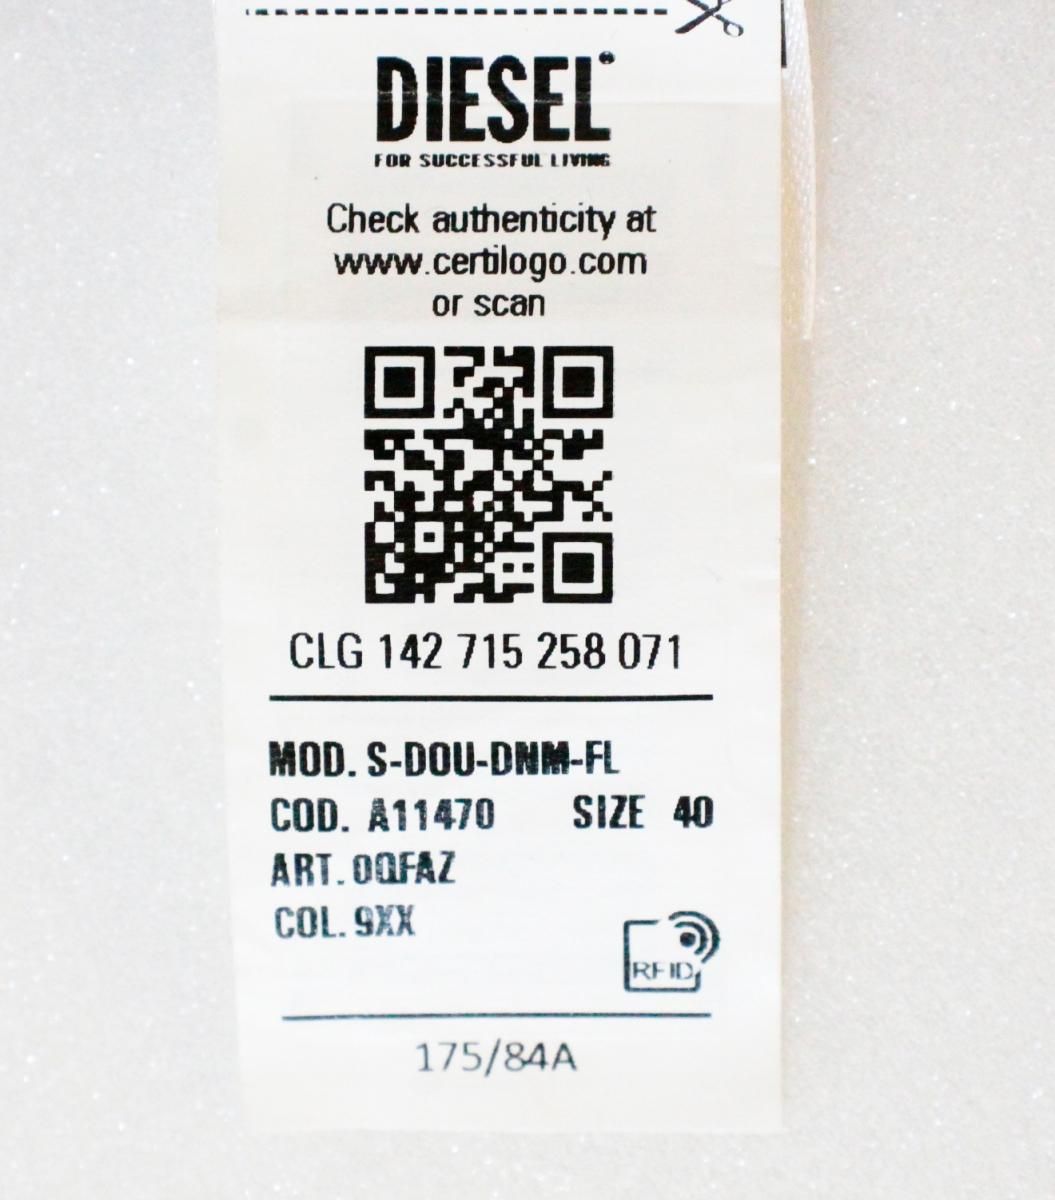 DIESEL
FOR SUCCESSFUL LIVING
Check authenticity at
www.certilogo.com
or scan
CLG 142 715 258 071
MOD. S-DOU-DNM-FL
COD. A11470 SIZE 40
ART. 0QFAZ
COL. 9XX
RFID
175/84A